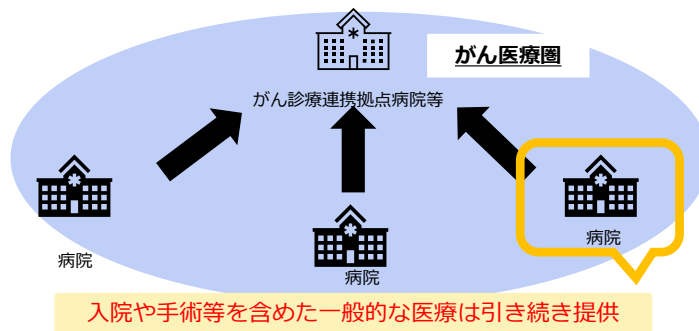 がん医療圏
がん診療連携拠点病院等
病院
病院
病院
入院や手術等を含めた一般的な医療は引き続き提供